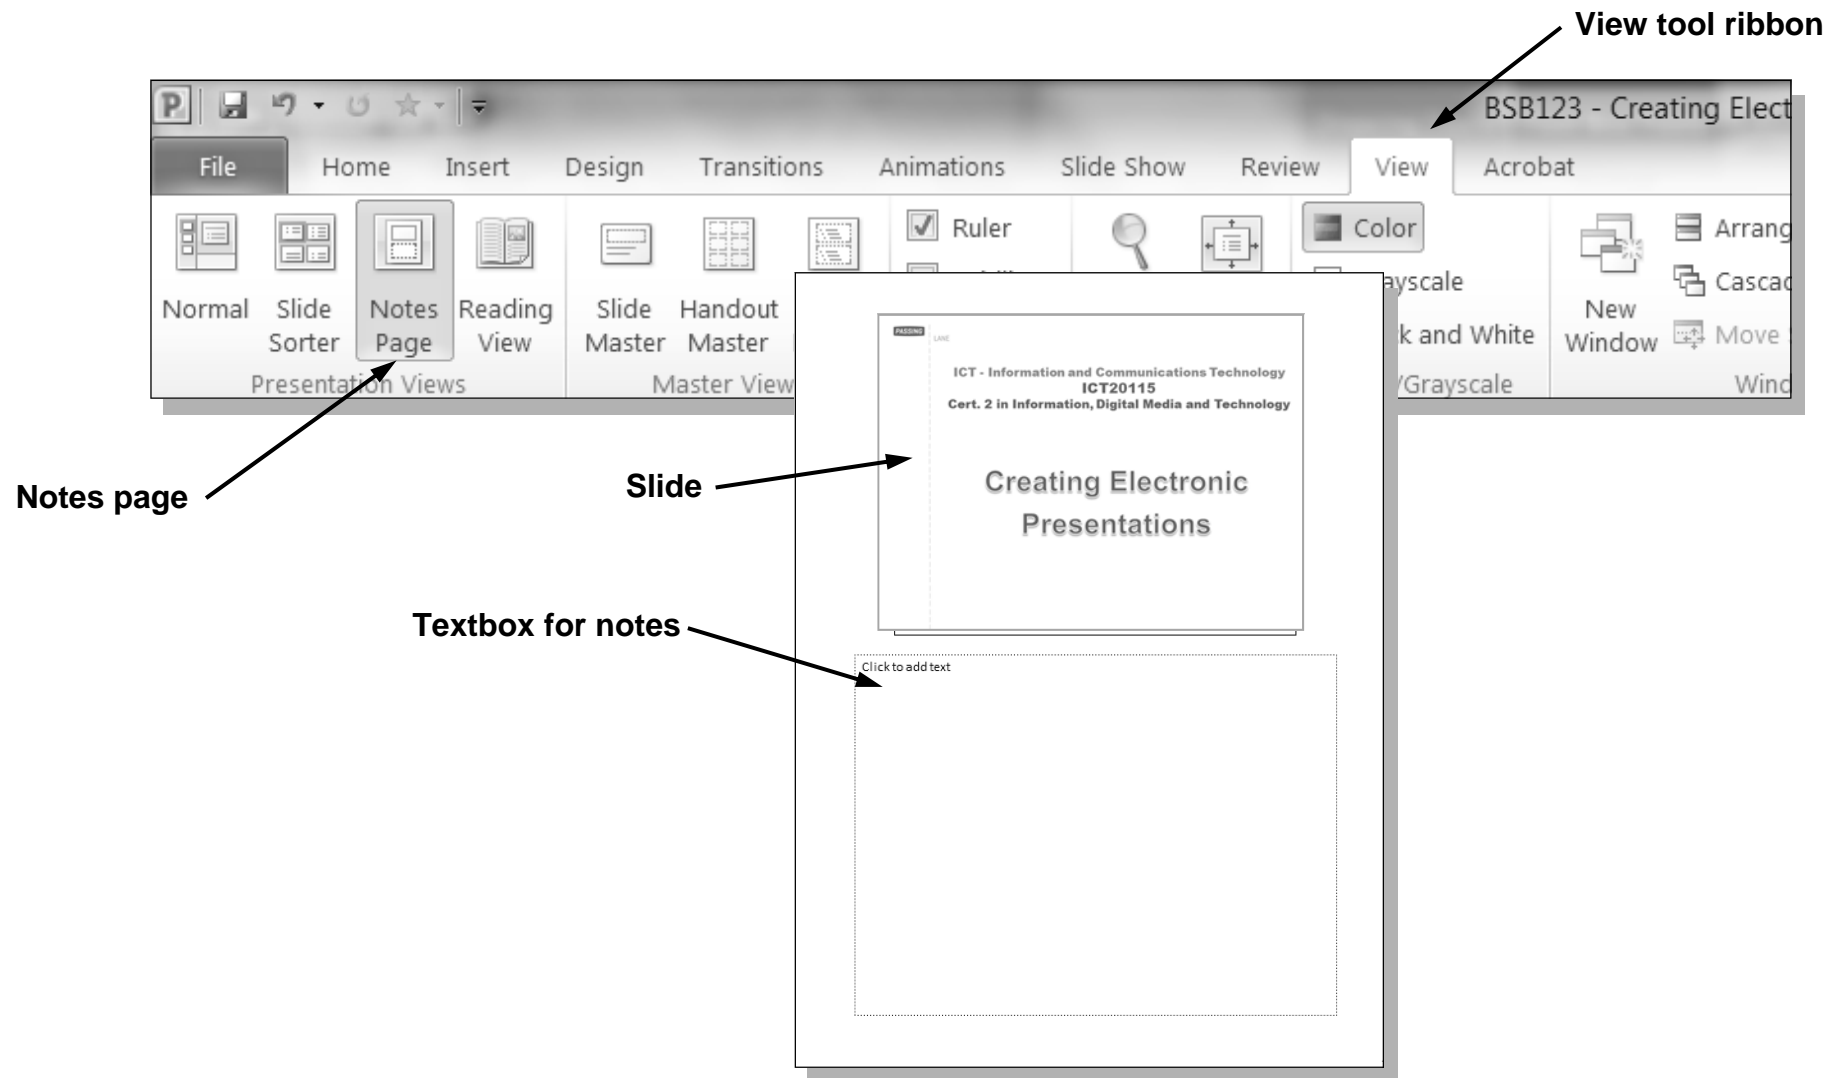 View tool ribbon
BSB123 - Creating Elect
File Home Insert Design Transitions Animations Slide Show Review View Acrobat
Ruler Color Arrang
Normal Slide Sorter Notes Page Reading View Slide Master Handout Master
ayscale New Window Cascad
k and White Move
Presentation Views Master View /Grayscale Wind
PASSING LANE
ICT - Information and Communications Technology
ICT20115
Cert. 2 in Information, Digital Media and Technology
Slide
Creating Electronic
Presentations
Notes page
Textbox for notes
Click to add text